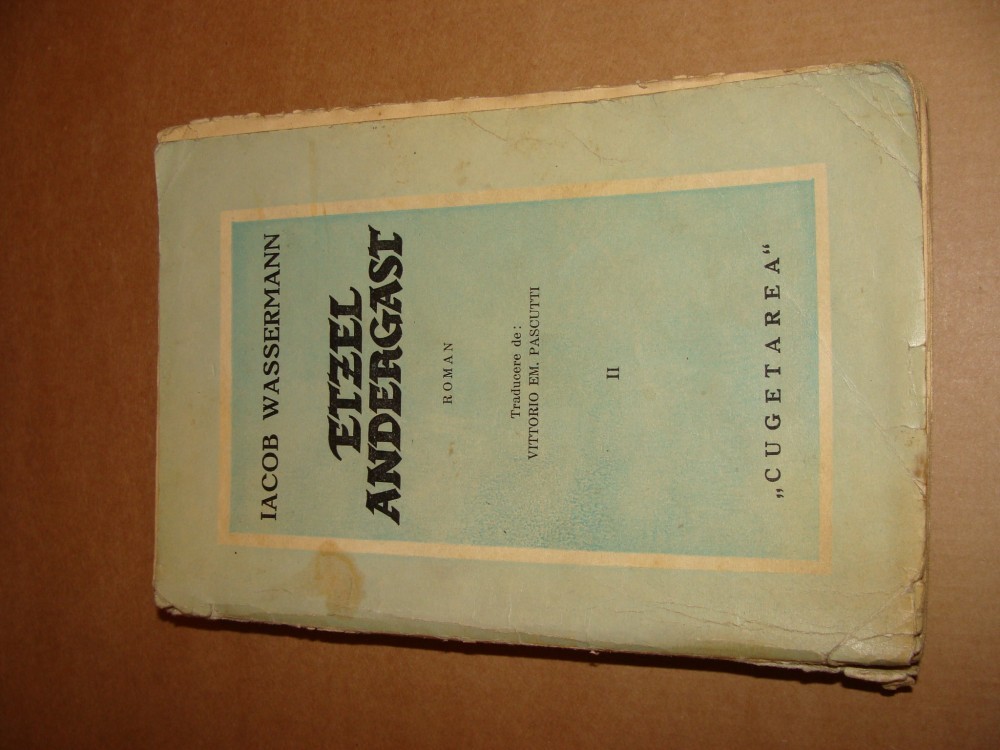 IACOB WASSERMANN
ETZEL
ANDERGAST
ROMAN
Traducere de:
VITTORIO EM. PASCUTTI
II
„CUGETAREA“